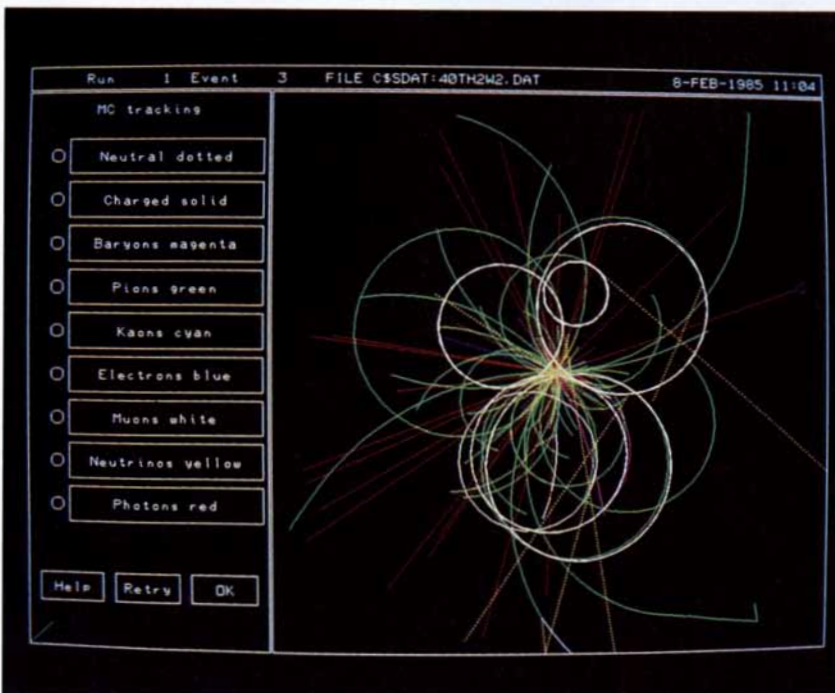 Run 1 Event 3 FILE C$SDAT:40TH2W2.DAT 8-FEB-1985 11:04
MC tracking
Neutral dotted
Charged solid
Baryons magenta
Pions green
Kaons cyan
Electrons blue
Muons white
Neutrinos yellow
Photons red
Help Retry OK